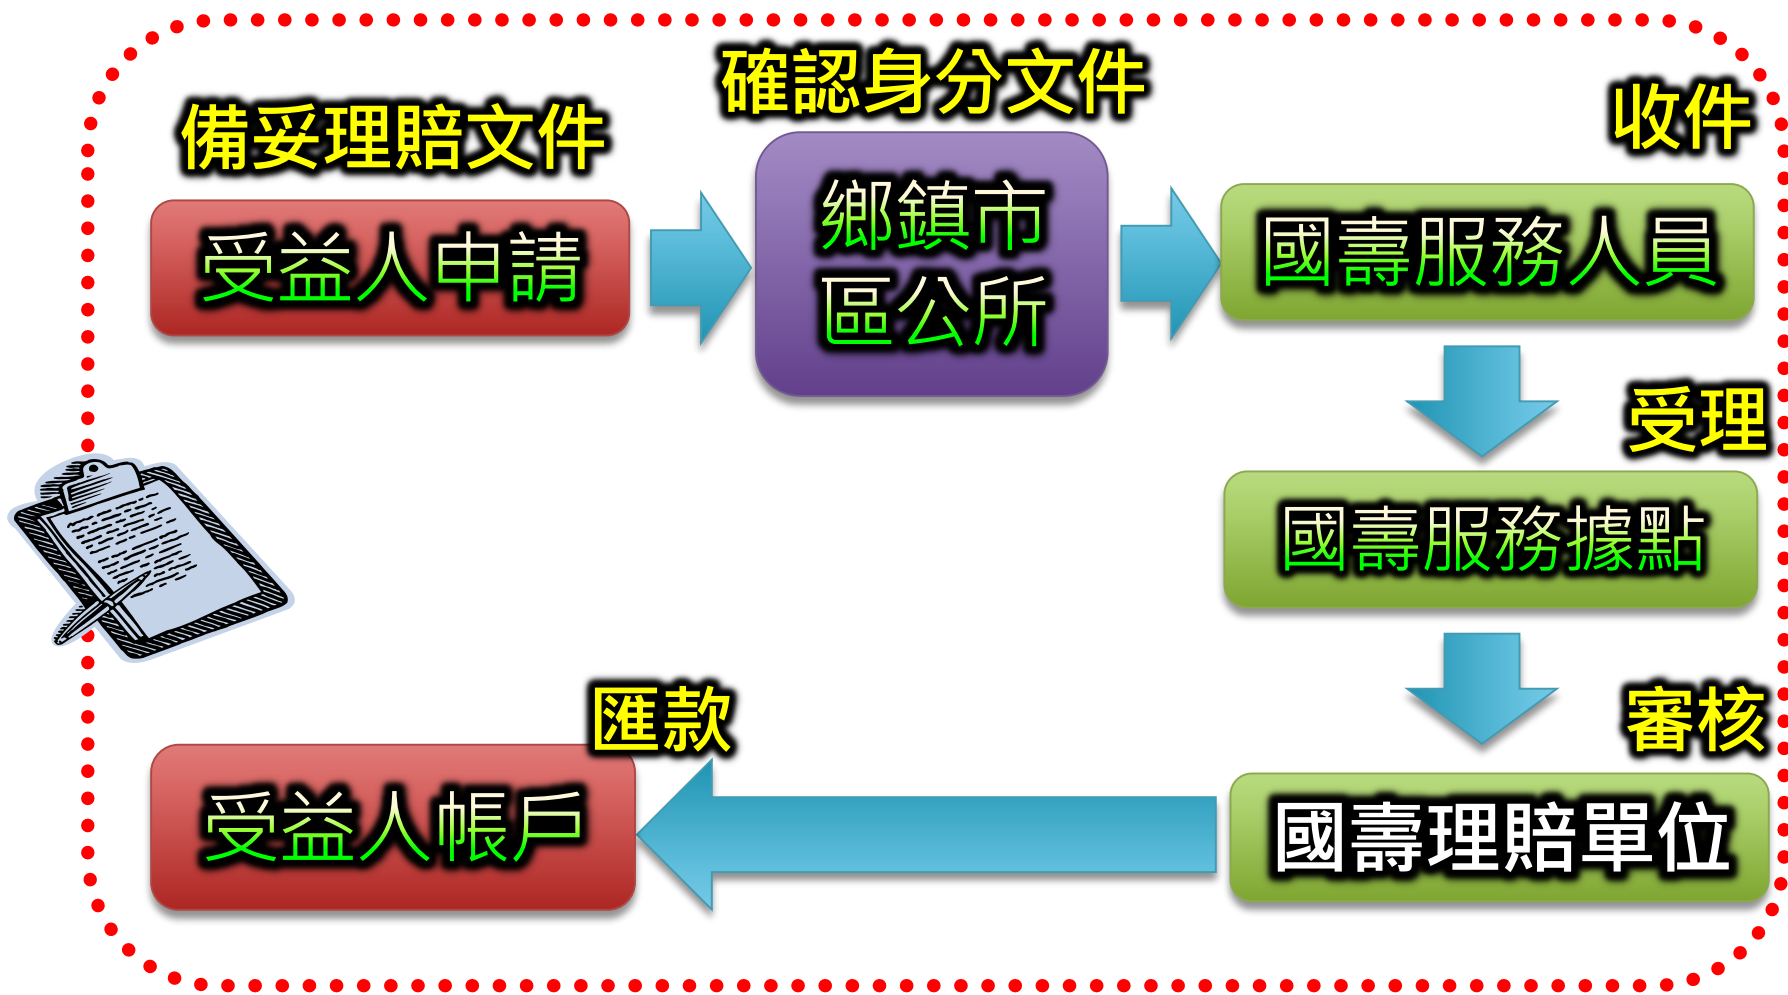 備妥理賠文件
受益人申請
確認身分文件
鄉鎮市
區公所
收件
國壽服務人員
受理
國壽服務據點
審核
國壽理賠單位
匯款
受益人帳戶